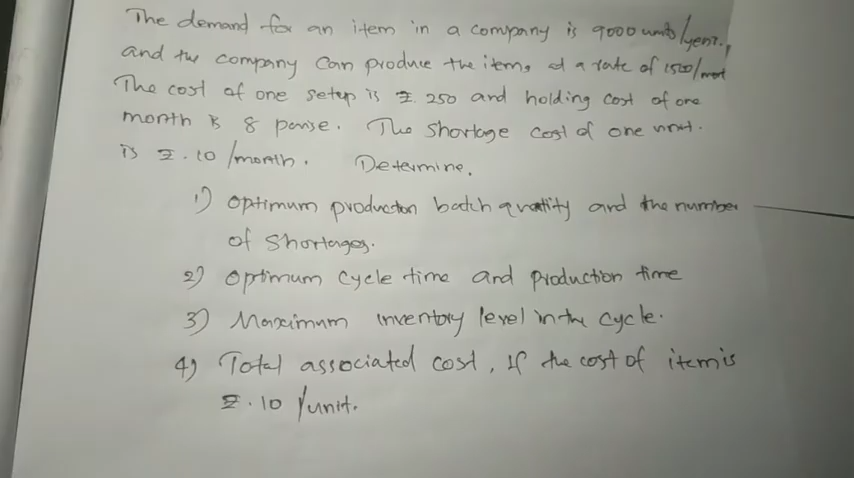 The demand for an item in a company is 9000 units/year.,
and the company can produce the items at a rate of 1500/mont
The cost of one setup is ₹. 250 and holding cost of one
month is 8 paise. The shortage cost of one unit.
is ₹. 10 /month. Determine.
1) Optimum production batch quatity and the number
of shortages.
2) Optimum cycle time and production time
3) Maximum inventory level in the cycle.
4) Total associated cost, If the cost of item is
₹. 10 /unit.